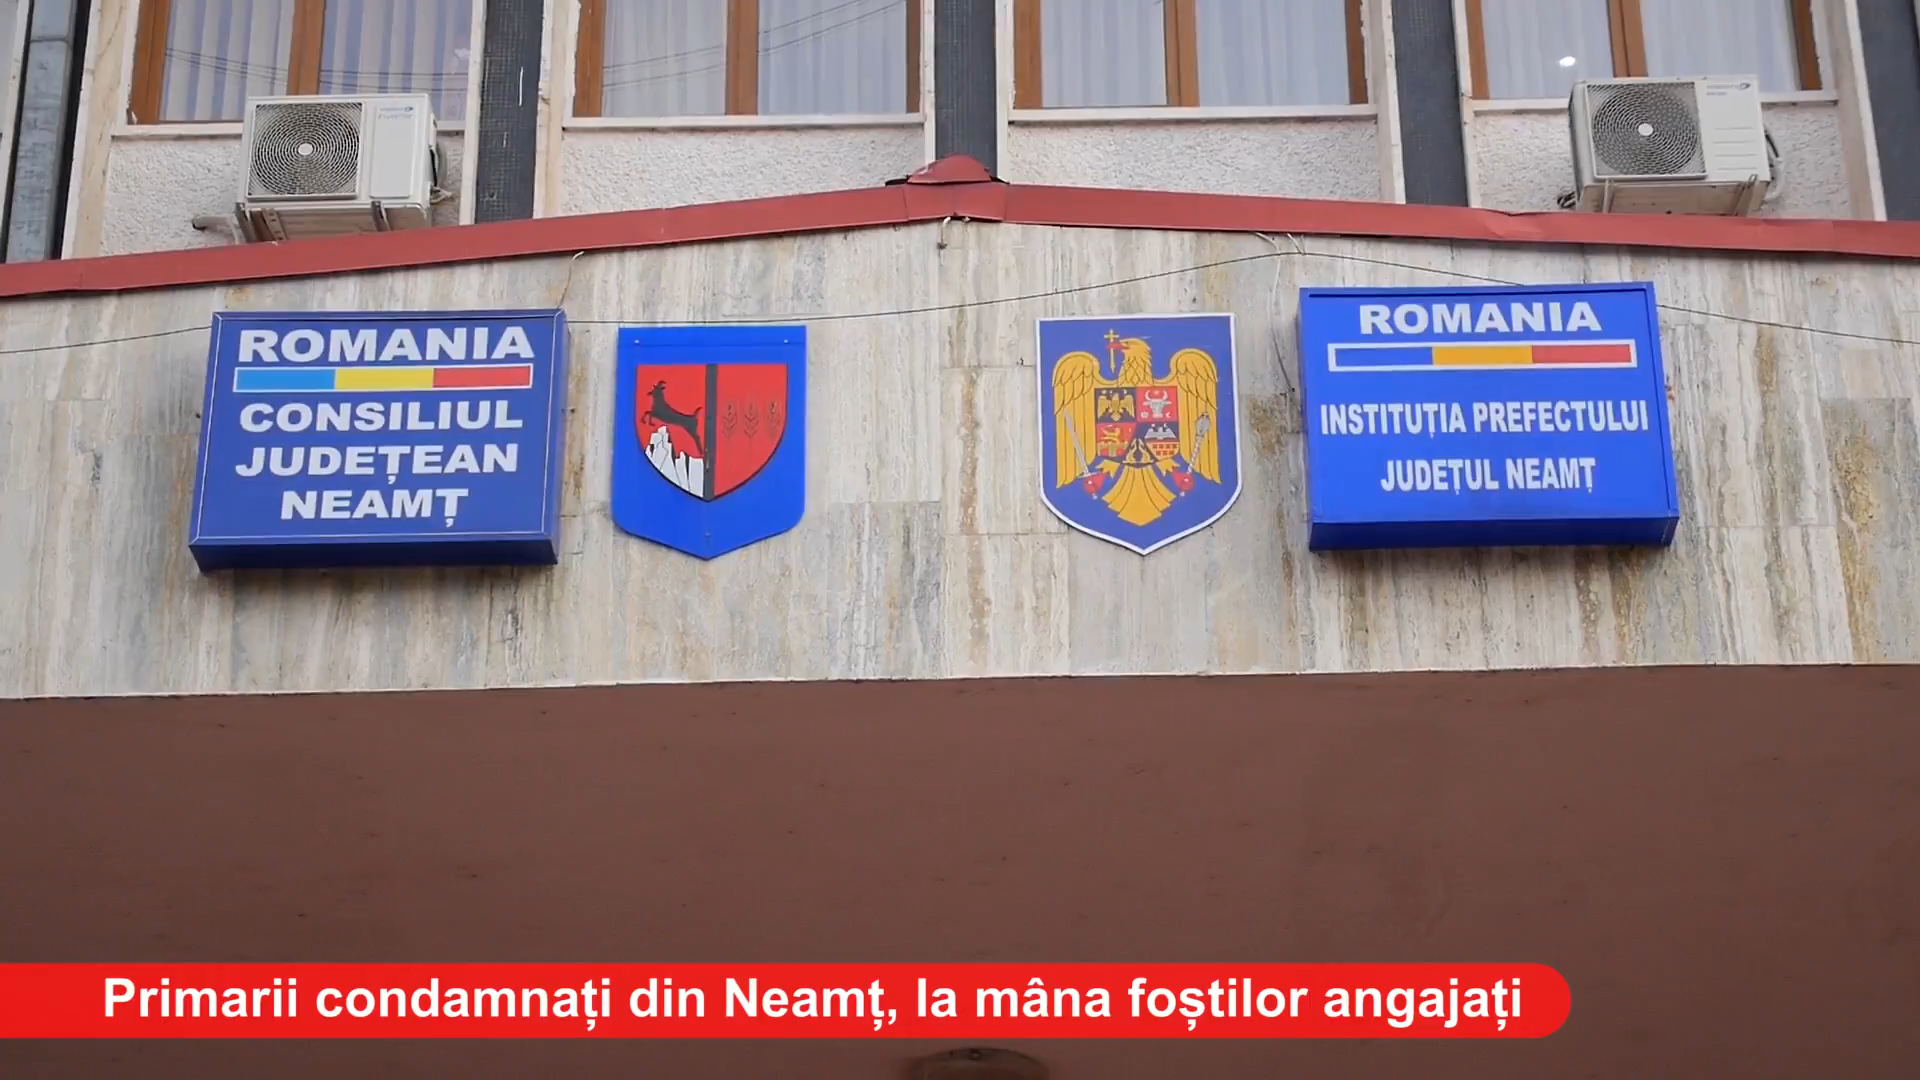 ROMANIA
CONSILIUL
JUDEȚEAN
NEAMȚ
ROMANIA
INSTITUȚIA PREFECTULUI
JUDEȚUL NEAMȚ
Primarii condamnați din Neamț, la mâna foștilor angajați